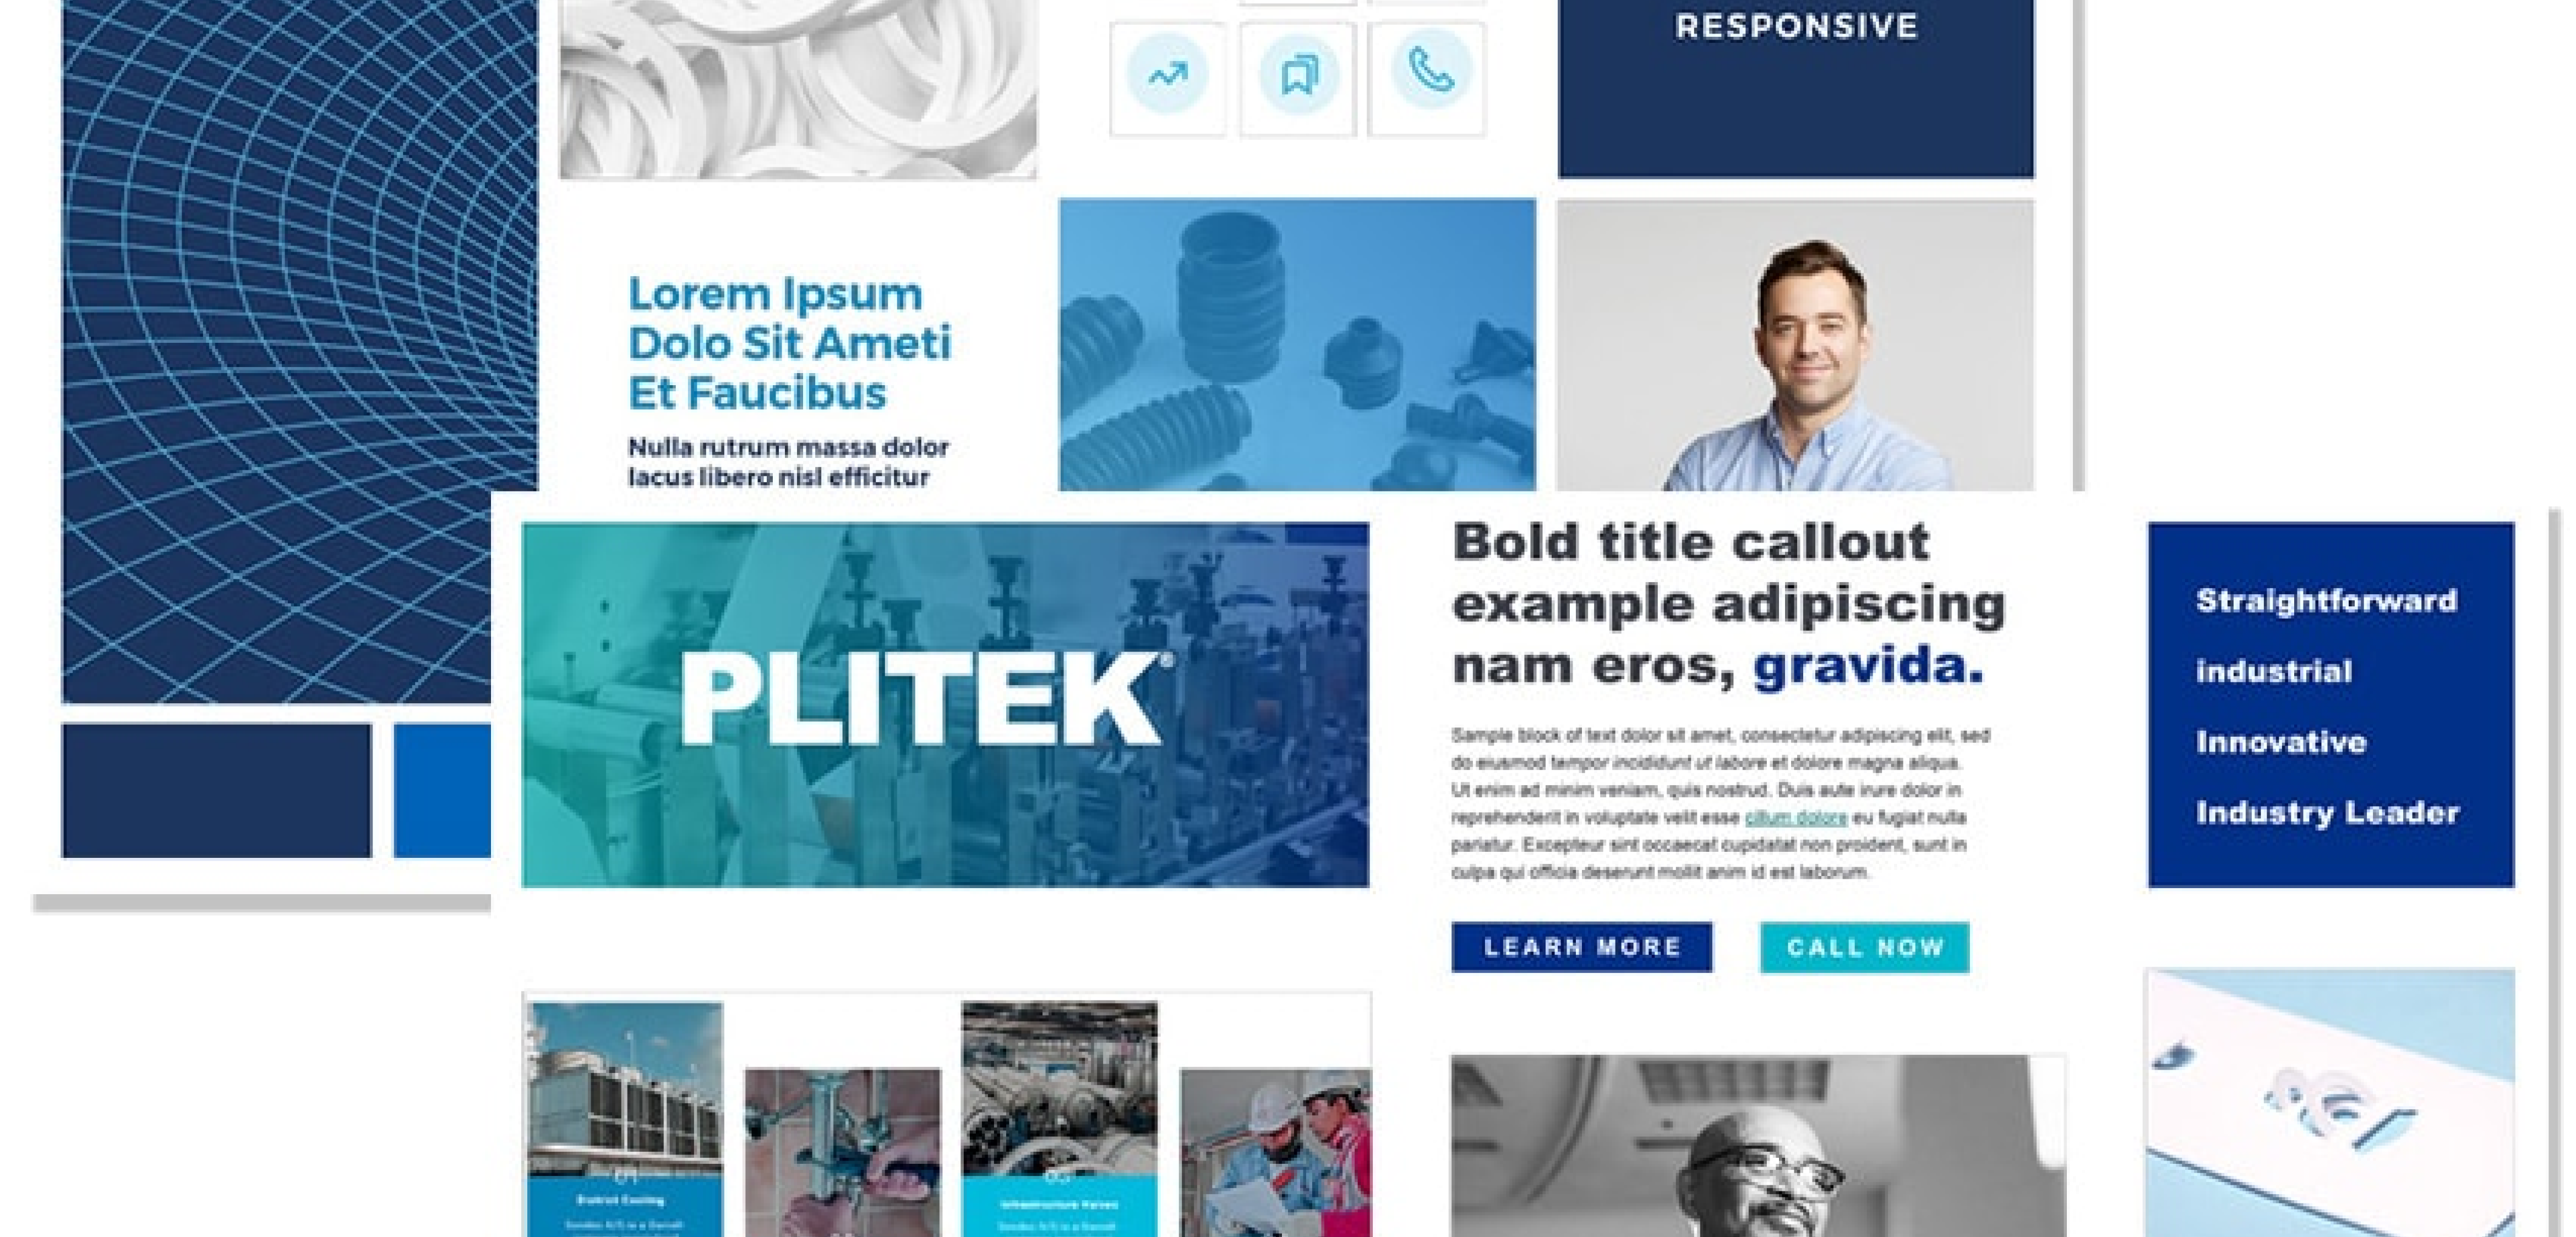 RESPONSIVE
Lorem Ipsum
Dolo Sit Ameti
Et Faucibus
Nulla rutrum massa dolor
lacus libero nisl efficitur
PLITEK®
Bold title callout
example adipiscing
nam eros, gravida.
Sample block of text dolor sit amet, consectetur adipiscing elit, sed
do eiusmod tempor incididunt ut labore et dolore magna aliqua.
Ut enim ad minim veniam, quis nostrud. Duis aute irure dolor in
reprehenderit in voluptate velit esse cillum dolore eu fugiat nulla
pariatur. Excepteur sint occaecat cupidatat non proident, sunt in
culpa qui officia deserunt mollit anim id est laborum.
LEARN MORE
CALL NOW
Straightforward
industrial
Innovative
Industry Leader
District Cooling
Infrastructure